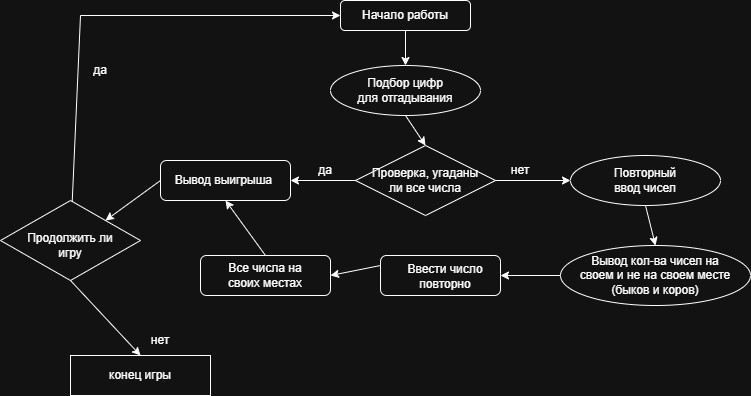 Начало работы
да
Подбор цифр
для отгадывания
Проверка, угаданы
ли все числа
да
нет
Вывод выигрыша
Повторный
ввод чисел
Продолжить ли
игру
Все числа на
своих местах
Ввести число
повторно
Вывод кол-ва чисел на
своем и не на своем месте
(быков и коров)
нет
конец игры